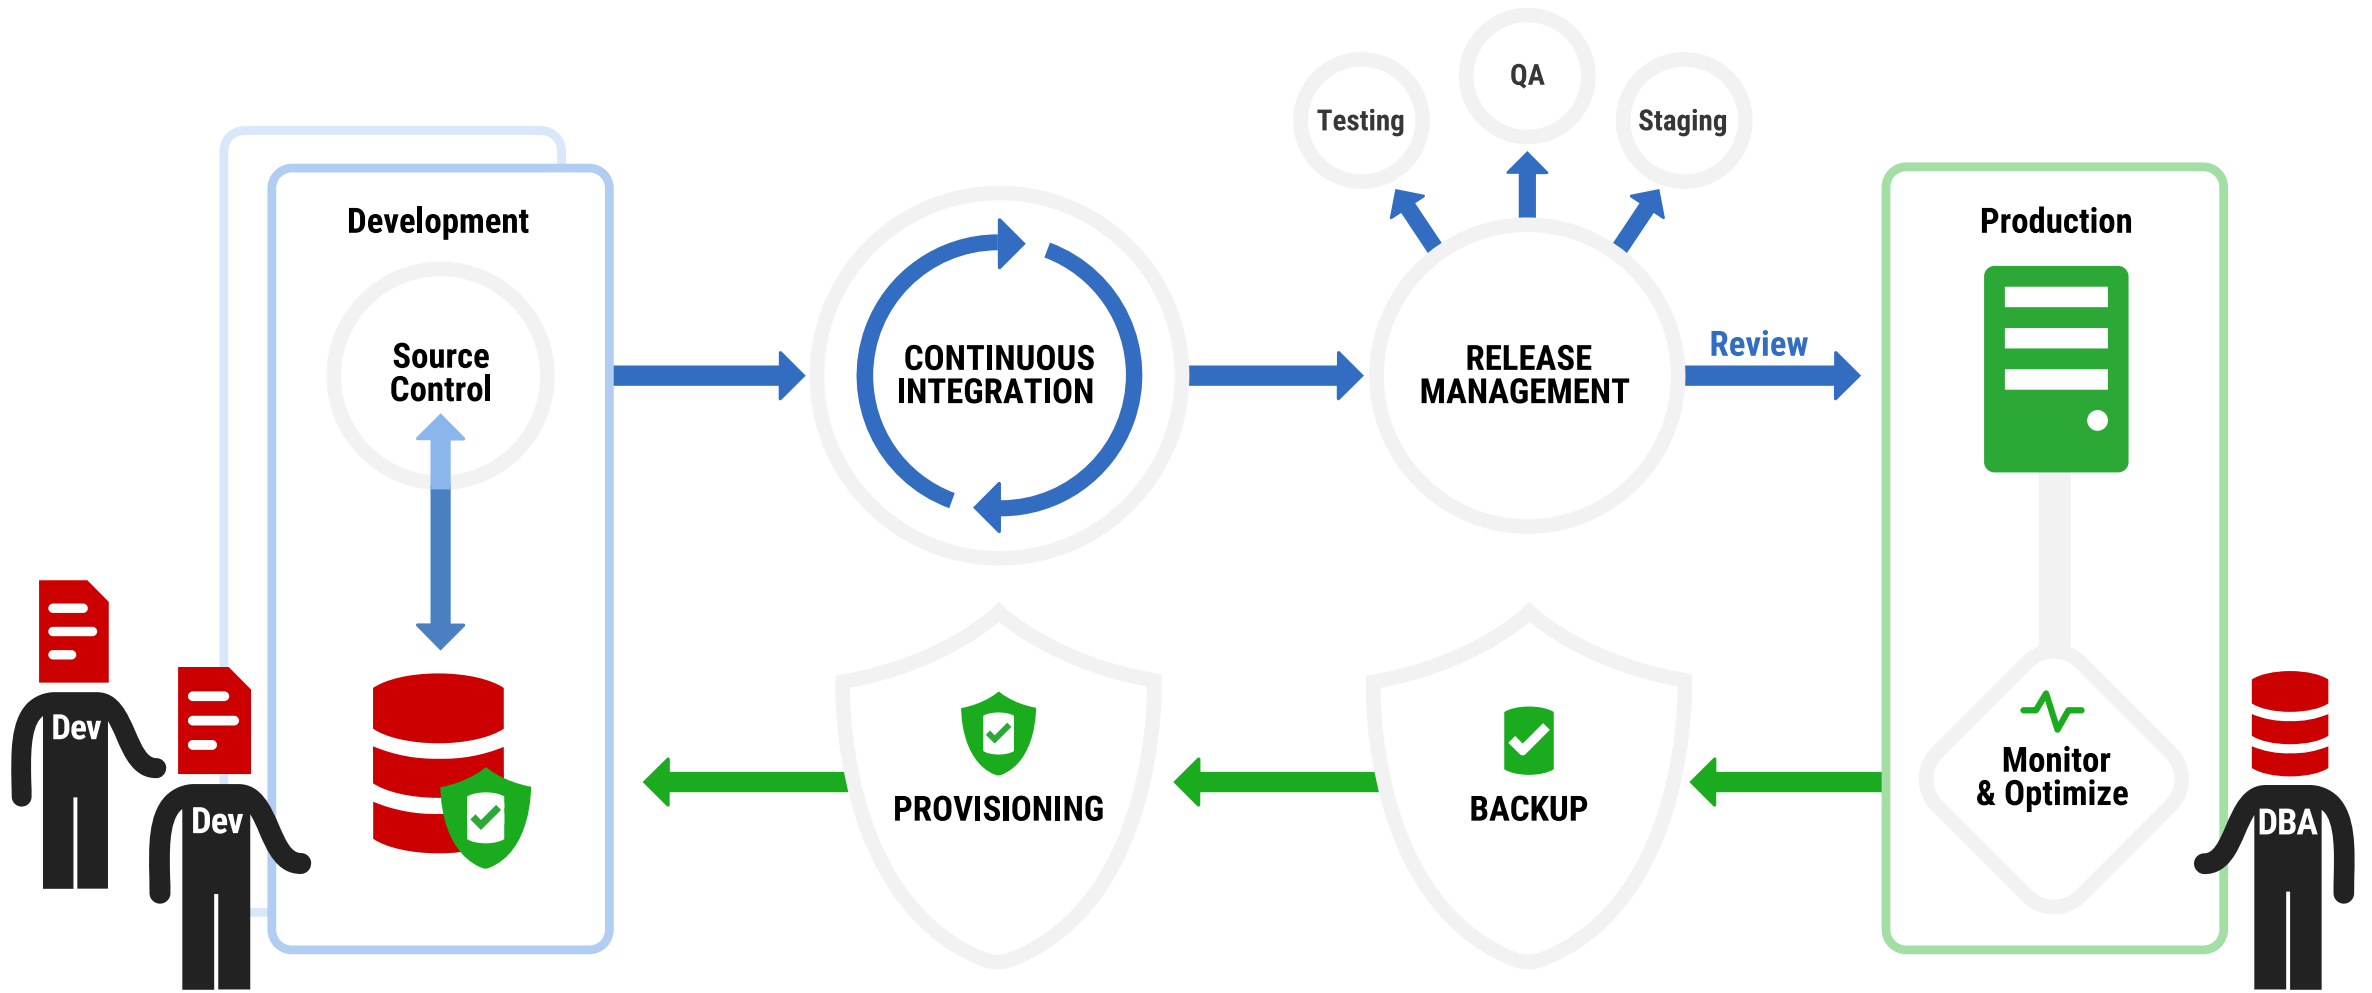 Testing
QA
Staging
Development
Source
Control
CONTINUOUS
INTEGRATION
RELEASE
MANAGEMENT
Review
Production
Dev
Dev
PROVISIONING
BACKUP
Monitor
& Optimize
DBA